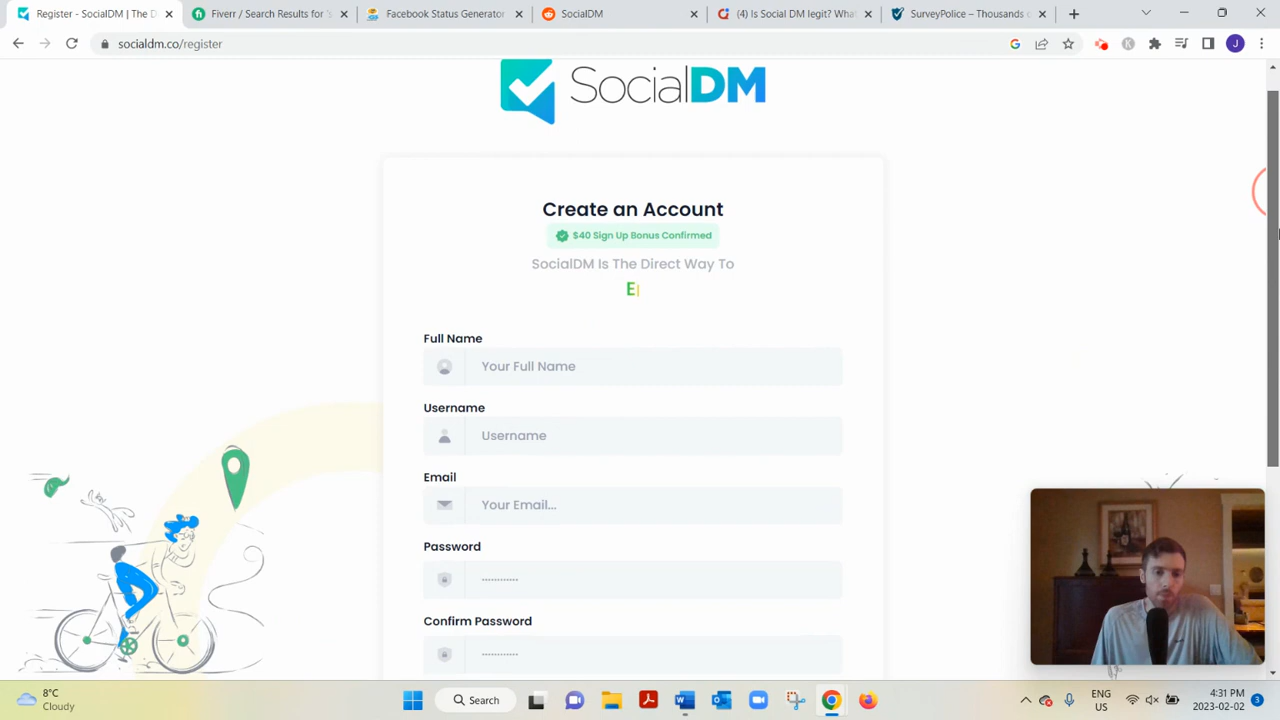 Register - SocialDM | The D
Fiverr / Search Results for 's
Facebook Status Generator
SocialDM
(4) Is Social DM legit? What
SurveyPolice – Thousands o
socialdm.co/register
J
SocialDM
Create an Account
$40 Sign Up Bonus Confirmed
SocialDM Is The Direct Way To
E
Full Name
Your Full Name
Username
Username
Email
Your Email...
Password
Confirm Password
8°C
Cloudy
Search
ENG
US
4:31 PM
2023-02-02
3